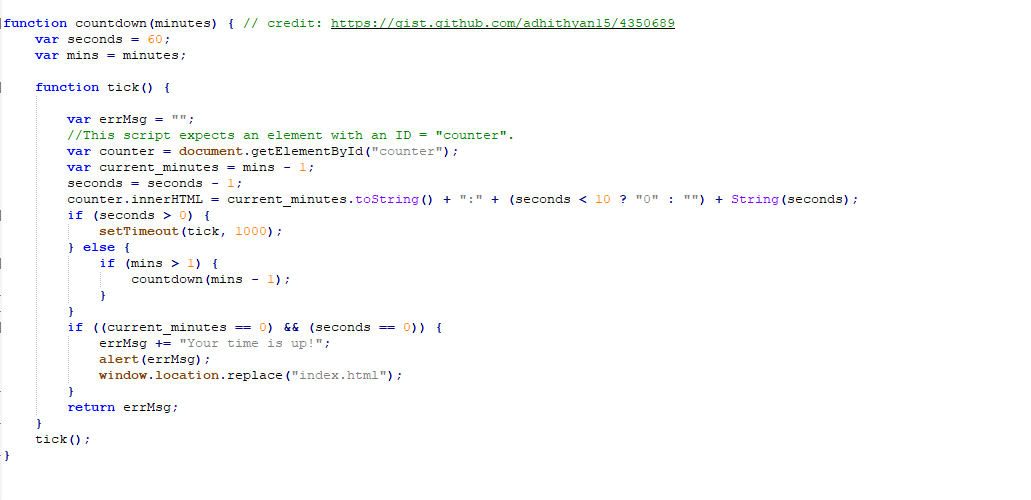 function countdown(minutes) { // credit: https://gist.github.com/adhithyan15/4350689
    var seconds = 60;
    var mins = minutes;

    function tick() {

        var errMsg = "";
        //This script expects an element with an ID = "counter".
        var counter = document.getElementById("counter");
        var current_minutes = mins - 1;
        seconds = seconds - 1;
        counter.innerHTML = current_minutes.toString() + ":" + (seconds < 10 ? "0" : "") + String(seconds);
        if (seconds > 0) {
            setTimeout(tick, 1000);
        } else {
            if (mins > 1) {
                countdown(mins - 1);
            }
        }
        if ((current_minutes == 0) && (seconds == 0)) {
            errMsg += "Your time is up!";
            alert(errMsg);
            window.location.replace("index.html");
        }
        return errMsg;
    }
    tick();
}